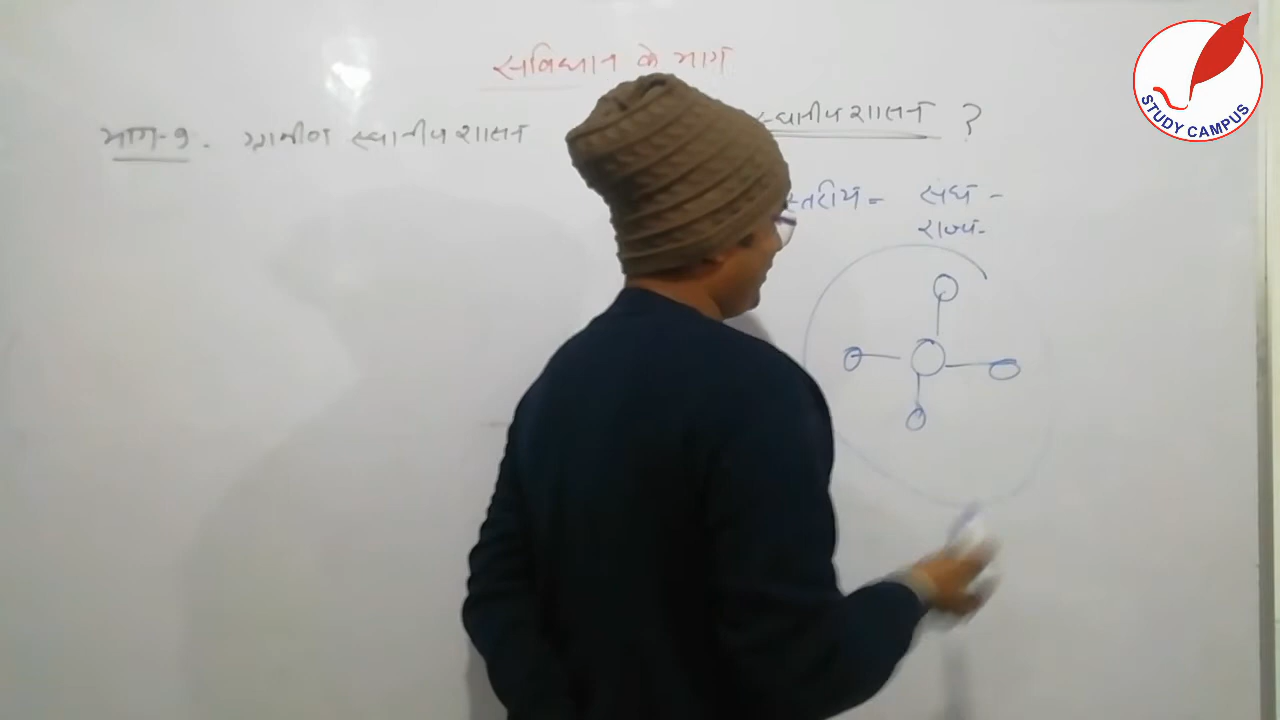 संविधान के भाग
भाग-9. ग्रामीण स्थानीय शासन
स्थानीय शासन ?
स्तरीय = संघ -
राज्य-
STUDY CAMPUS